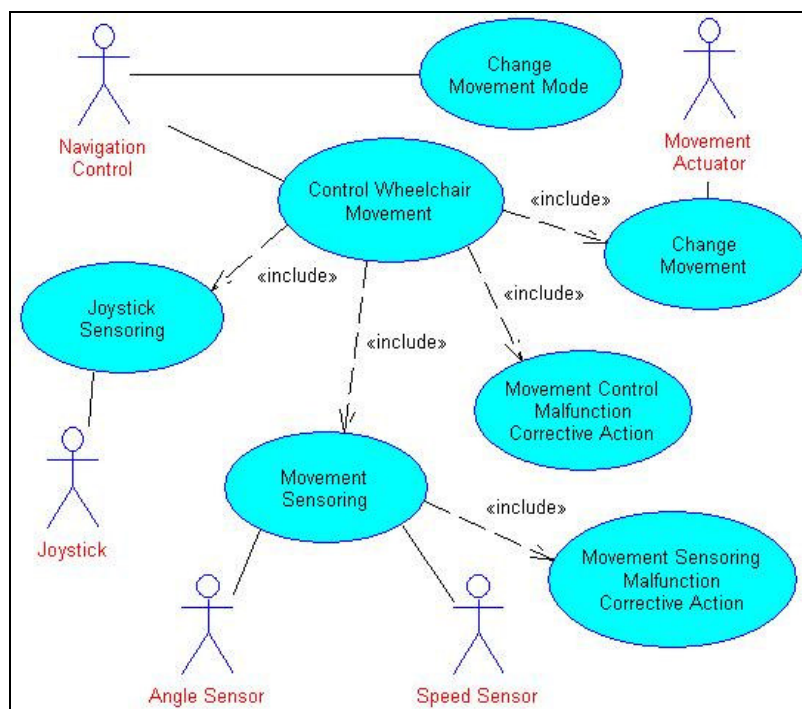 Change
Movement Mode
Navigation
Control
Movement
Actuator
Control Wheelchair
Movement
«include»
Change
Movement
«include»
Joystick
Sensoring
«include»
«include»
Movement Control
Malfunction
Corrective Action
Movement
Sensoring
«include»
Joystick
Movement Sensoring
Malfunction
Corrective Action
Angle Sensor
Speed Sensor